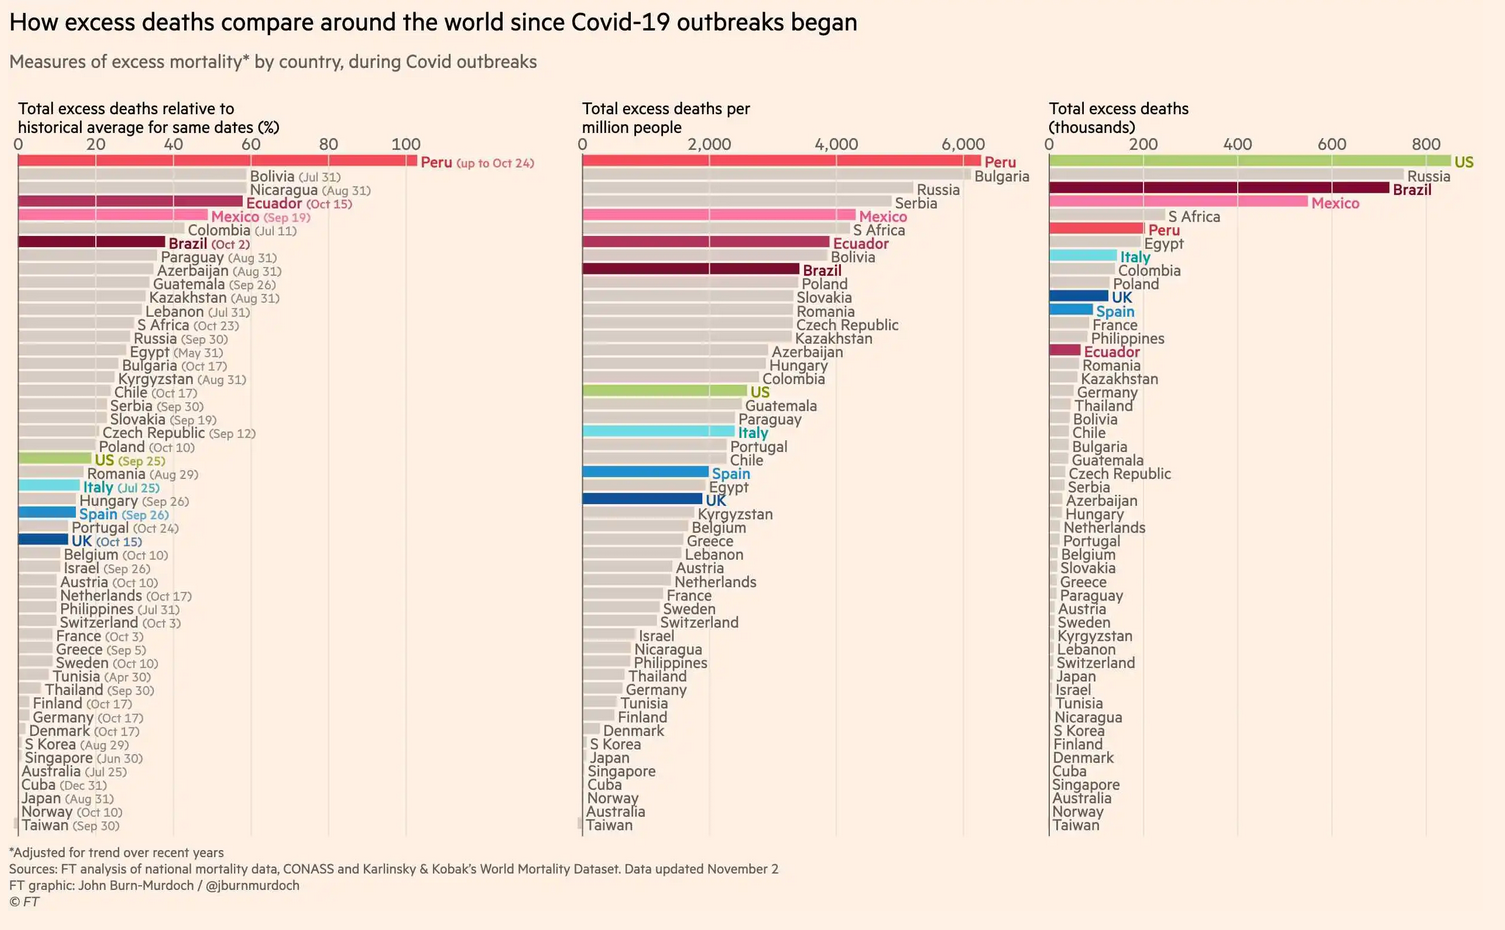 How excess deaths compare around the world since Covid-19 outbreaks began
Measures of excess mortality* by country, during Covid outbreaks
Total excess deaths relative to
historical average for same dates (%)
0 20 40 60 80 100
Peru (up to Oct 24)
Bolivia (Jul 31)
Nicaragua (Aug 31)
Ecuador (Oct 15)
Mexico (Sep 19)
Colombia (Jul 11)
Brazil (Oct 2)
Paraguay (Aug 31)
Azerbaijan (Aug 31)
Guatemala (Sep 26)
Kazakhstan (Aug 31)
Lebanon (Jul 31)
S Africa (Oct 23)
Russia (Sep 30)
Egypt (May 31)
Bulgaria (Oct 17)
Kyrgyzstan (Aug 31)
Chile (Oct 17)
Serbia (Sep 30)
Slovakia (Sep 19)
Czech Republic (Sep 12)
Poland (Oct 10)
US (Sep 25)
Romania (Aug 29)
Italy (Jul 25)
Hungary (Sep 26)
Spain (Sep 26)
Portugal (Oct 24)
UK (Oct 15)
Belgium (Oct 10)
Israel (Sep 26)
Austria (Oct 10)
Netherlands (Oct 17)
Philippines (Jul 31)
Switzerland (Oct 3)
France (Oct 3)
Greece (Sep 5)
Sweden (Oct 10)
Tunisia (Apr 30)
Thailand (Sep 30)
Finland (Oct 17)
Germany (Oct 17)
Denmark (Oct 17)
S Korea (Aug 29)
Singapore (Jun 30)
Australia (Jul 25)
Cuba (Dec 31)
Japan (Aug 31)
Norway (Oct 10)
Taiwan (Sep 30)
Total excess deaths per
million people
0 2,000 4,000 6,000
Peru
Bulgaria
Russia
Serbia
Mexico
S Africa
Ecuador
Bolivia
Brazil
Poland
Slovakia
Romania
Czech Republic
Kazakhstan
Azerbaijan
Hungary
Colombia
US
Guatemala
Paraguay
Italy
Portugal
Chile
Spain
Egypt
UK
Kyrgyzstan
Belgium
Greece
Lebanon
Austria
Netherlands
France
Sweden
Switzerland
Israel
Nicaragua
Philippines
Thailand
Germany
Tunisia
Finland
Denmark
S Korea
Japan
Singapore
Cuba
Norway
Australia
Taiwan
Total excess deaths
(thousands)
0 200 400 600 800
US
Russia
Brazil
Mexico
S Africa
Peru
Egypt
Italy
Colombia
Poland
UK
Spain
France
Philippines
Ecuador
Romania
Kazakhstan
Germany
Thailand
Bolivia
Chile
Bulgaria
Guatemala
Czech Republic
Serbia
Azerbaijan
Hungary
Netherlands
Portugal
Belgium
Slovakia
Greece
Paraguay
Austria
Sweden
Kyrgyzstan
Lebanon
Switzerland
Japan
Israel
Tunisia
Nicaragua
S Korea
Finland
Denmark
Cuba
Singapore
Australia
Norway
Taiwan
*Adjusted for trend over recent years
Sources: FT analysis of national mortality data, CONASS and Karlinsky & Kobak's World Mortality Dataset. Data updated November 2
FT graphic: John Burn-Murdoch / @jburnmurdoch
© FT